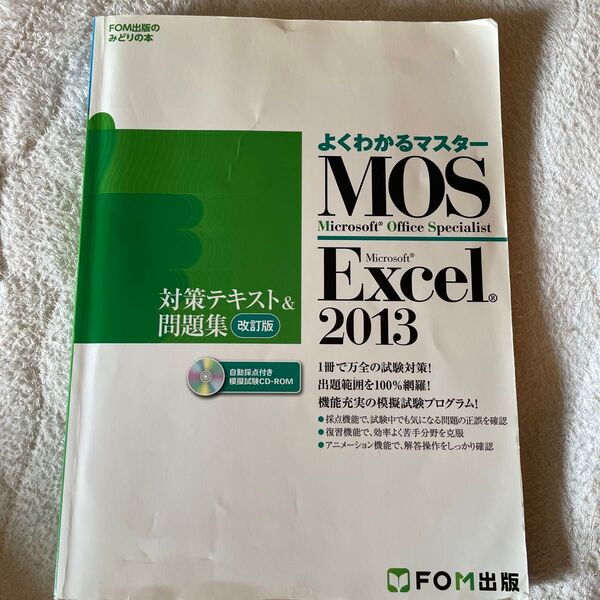 FOM出版の
みどりの本
よくわかるマスター
MOS
Microsoft® Office Specialist
Microsoft®
Excel®
2013
対策テキスト&
問題集 改訂版
自動採点付き
模擬試験CD-ROM
1冊で万全の試験対策!
出題範囲を100%網羅!
機能充実の模擬試験プログラム!
●採点機能で、試験中でも気になる問題の正誤を確認
●復習機能で、効率よく苦手分野を克服
●アニメーション機能で、解答操作をしっかり確認
FOM出版